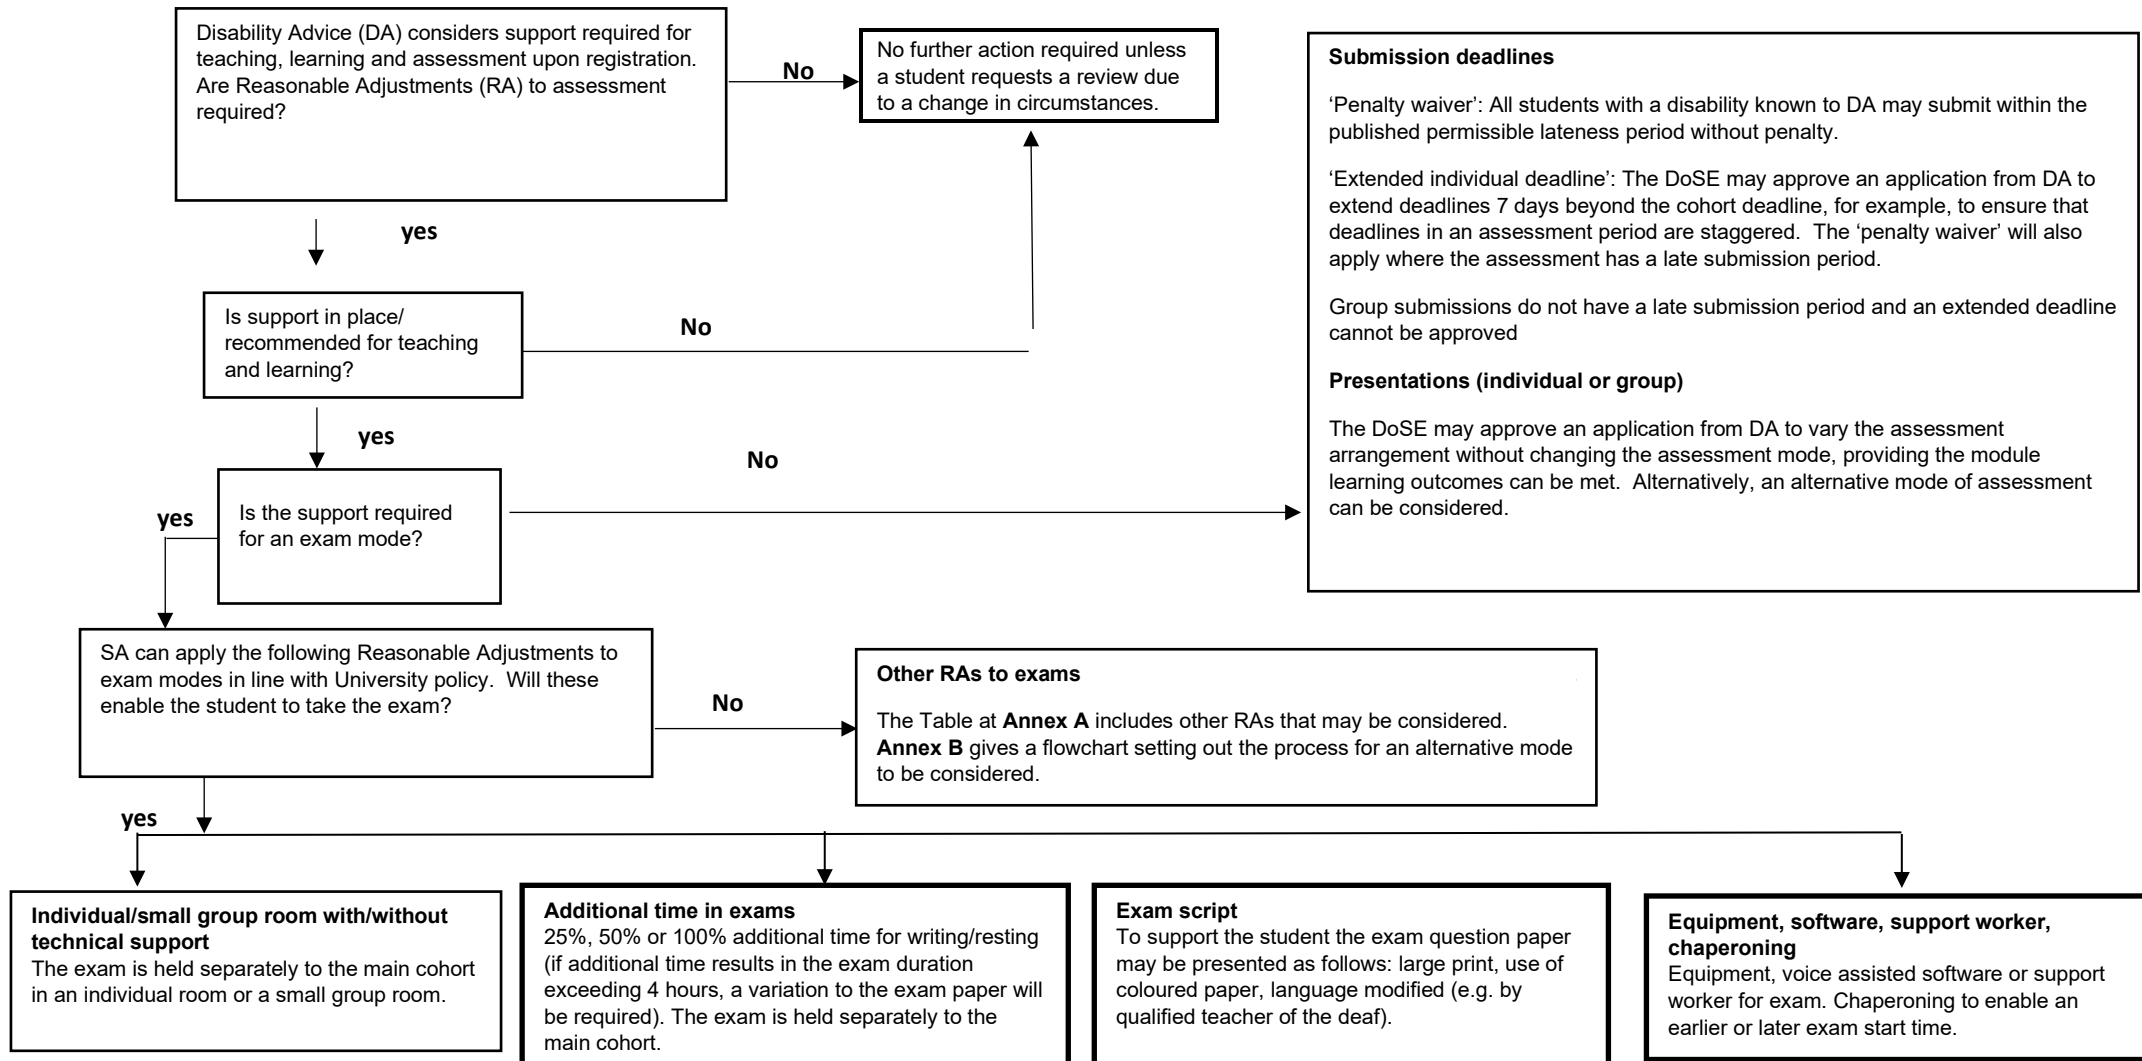 Disability Advice (DA) considers support required for
teaching, learning and assessment upon registration.
Are Reasonable Adjustments (RA) to assessment
required?
No
No further action required unless
a student requests a review due
to a change in circumstances.
yes
Is support in place/
recommended for teaching
and learning?
No
yes
Is the support required
for an exam mode?
No
yes
Submission deadlines
‘Penalty waiver’: All students with a disability known to DA may submit within the
published permissible lateness period without penalty.
‘Extended individual deadline’: The DoSE may approve an application from DA to
extend deadlines 7 days beyond the cohort deadline, for example, to ensure that
deadlines in an assessment period are staggered.  The ‘penalty waiver’ will also
apply where the assessment has a late submission period.
Group submissions do not have a late submission period and an extended deadline
cannot be approved
Presentations (individual or group)
The DoSE may approve an application from DA to vary the assessment
arrangement without changing the assessment mode, providing the module
learning outcomes can be met.  Alternatively, an alternative mode of assessment
can be considered.
SA can apply the following Reasonable Adjustments to
exam modes in line with University policy.  Will these
enable the student to take the exam?
No
Other RAs to exams
The Table at Annex A includes other RAs that may be considered.
Annex B gives a flowchart setting out the process for an alternative mode
to be considered.
yes
Individual/small group room with/without
technical support
The exam is held separately to the main cohort
in an individual room or a small group room.
Additional time in exams
25%, 50% or 100% additional time for writing/resting
(if additional time results in the exam duration
exceeding 4 hours, a variation to the exam paper will
be required). The exam is held separately to the
main cohort.
Exam script
To support the student the exam question paper
may be presented as follows: large print, use of
coloured paper, language modified (e.g. by
qualified teacher of the deaf).
Equipment, software, support worker,
chaperoning
Equipment, voice assisted software or support
worker for exam. Chaperoning to enable an
earlier or later exam start time.